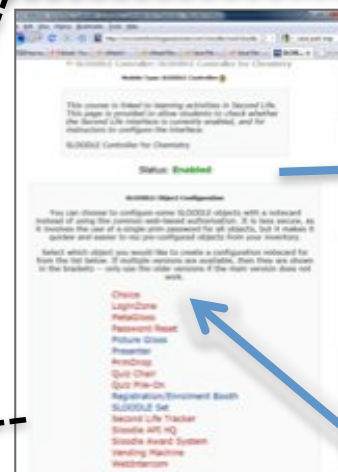 SLOODLE Controller: SLOODLE Controller for Chemistry
Module Type: SLOODLE Controller
This course is linked to learning activities in Second Life.
This page is provided to allow students to check whether
the Second Life interface is currently enabled, and for
instructors to configure the interface.
SLOODLE Controller for Chemistry
Status: Enabled
SLOODLE Object Configuration
You can choose to configure some SLOODLE objects with a notecard
instead of using the common web-based authorisation. It is less secure, as
it involves the use of a single prim password for all objects, but it makes it
quicker and easier to rez pre-configured objects from your inventory.
Select which object you would like to create a configuration notecard for
from the list below. If multiple versions are available, then they are shown
in the brackets – only use the older versions if the main version does not
work.
Choice
LoginZone
MetaGloss
Password Reset
Picture Gloss
Presenter
PrimDrop
Quiz Chair
Quiz Pile-On
Registration/Enrolment Booth
SLOODLE Set
Second Life Tracker
Sloodle API HQ
Sloodle Award System
Vending Machine
WebIntercom